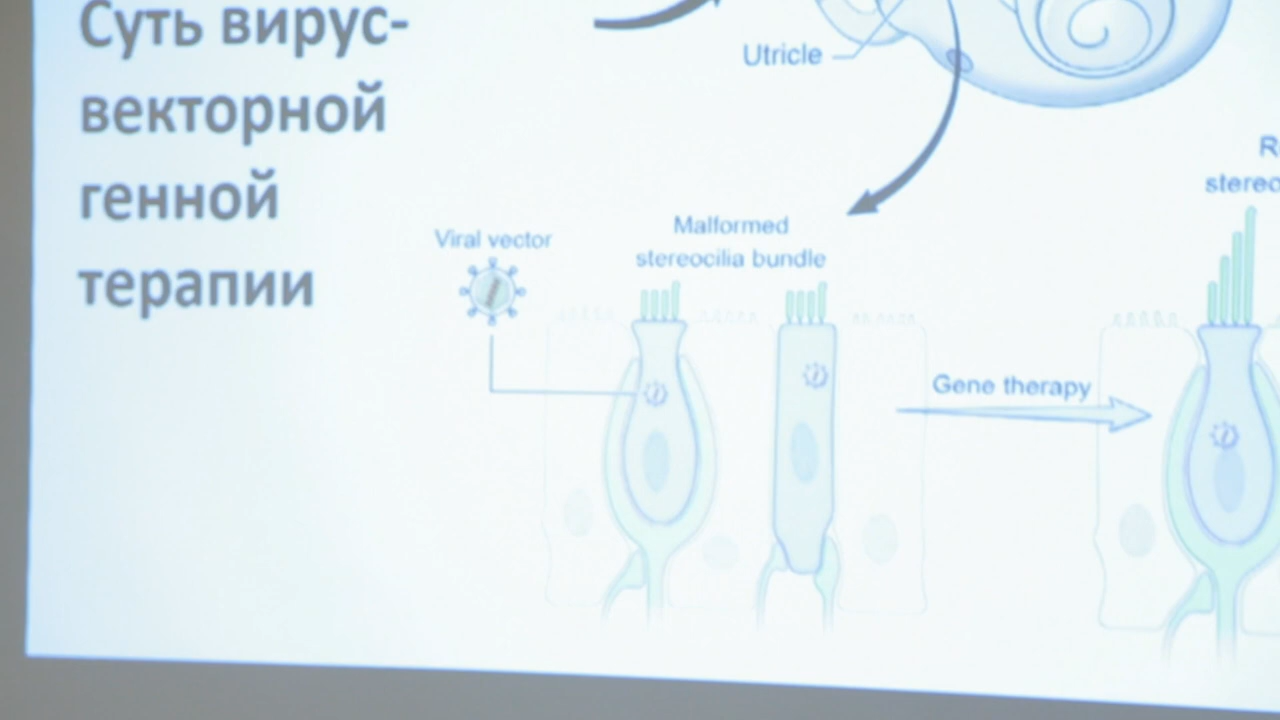 Суть вирус-
векторной
генной
терапии
Utricle
Viral vector
Malformed
stereocilia bundle
Gene therapy